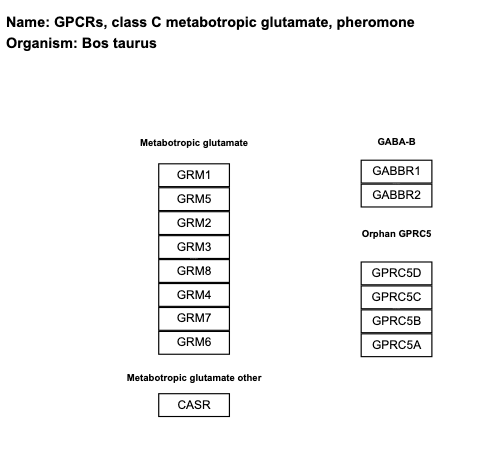 Name: GPCRs, class C metabotropic glutamate, pheromone
Organism: Bos taurus
Metabotropic glutamate
GRM1
GRM5
GRM2
GRM3
GRM8
GRM4
GRM7
GRM6
Metabotropic glutamate other
CASR
GABA-B
GABBR1
GABBR2
Orphan GPRC5
GPRC5D
GPRC5C
GPRC5B
GPRC5A